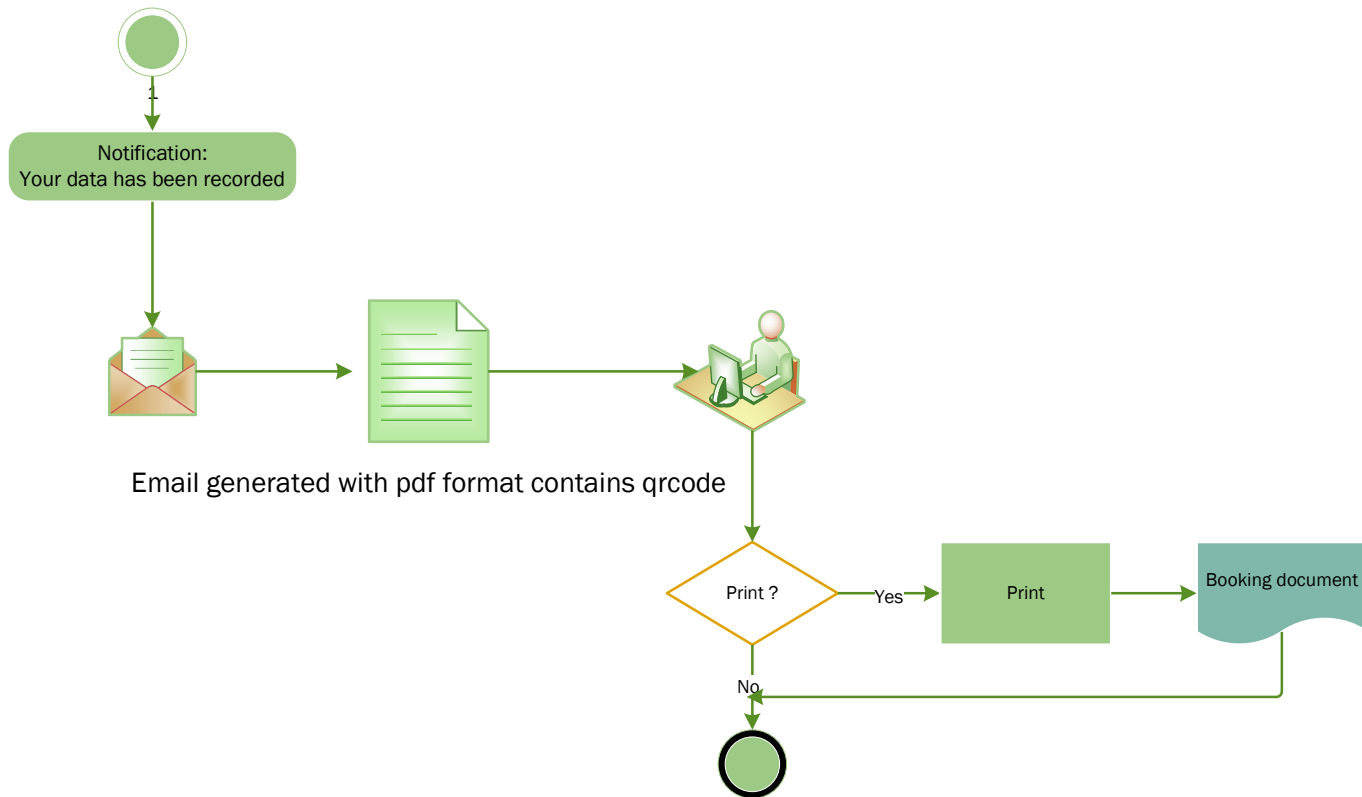 1
Notification:
Your data has been recorded
Email generated with pdf format contains qrcode
Print ?
Yes
Print
Booking document
No